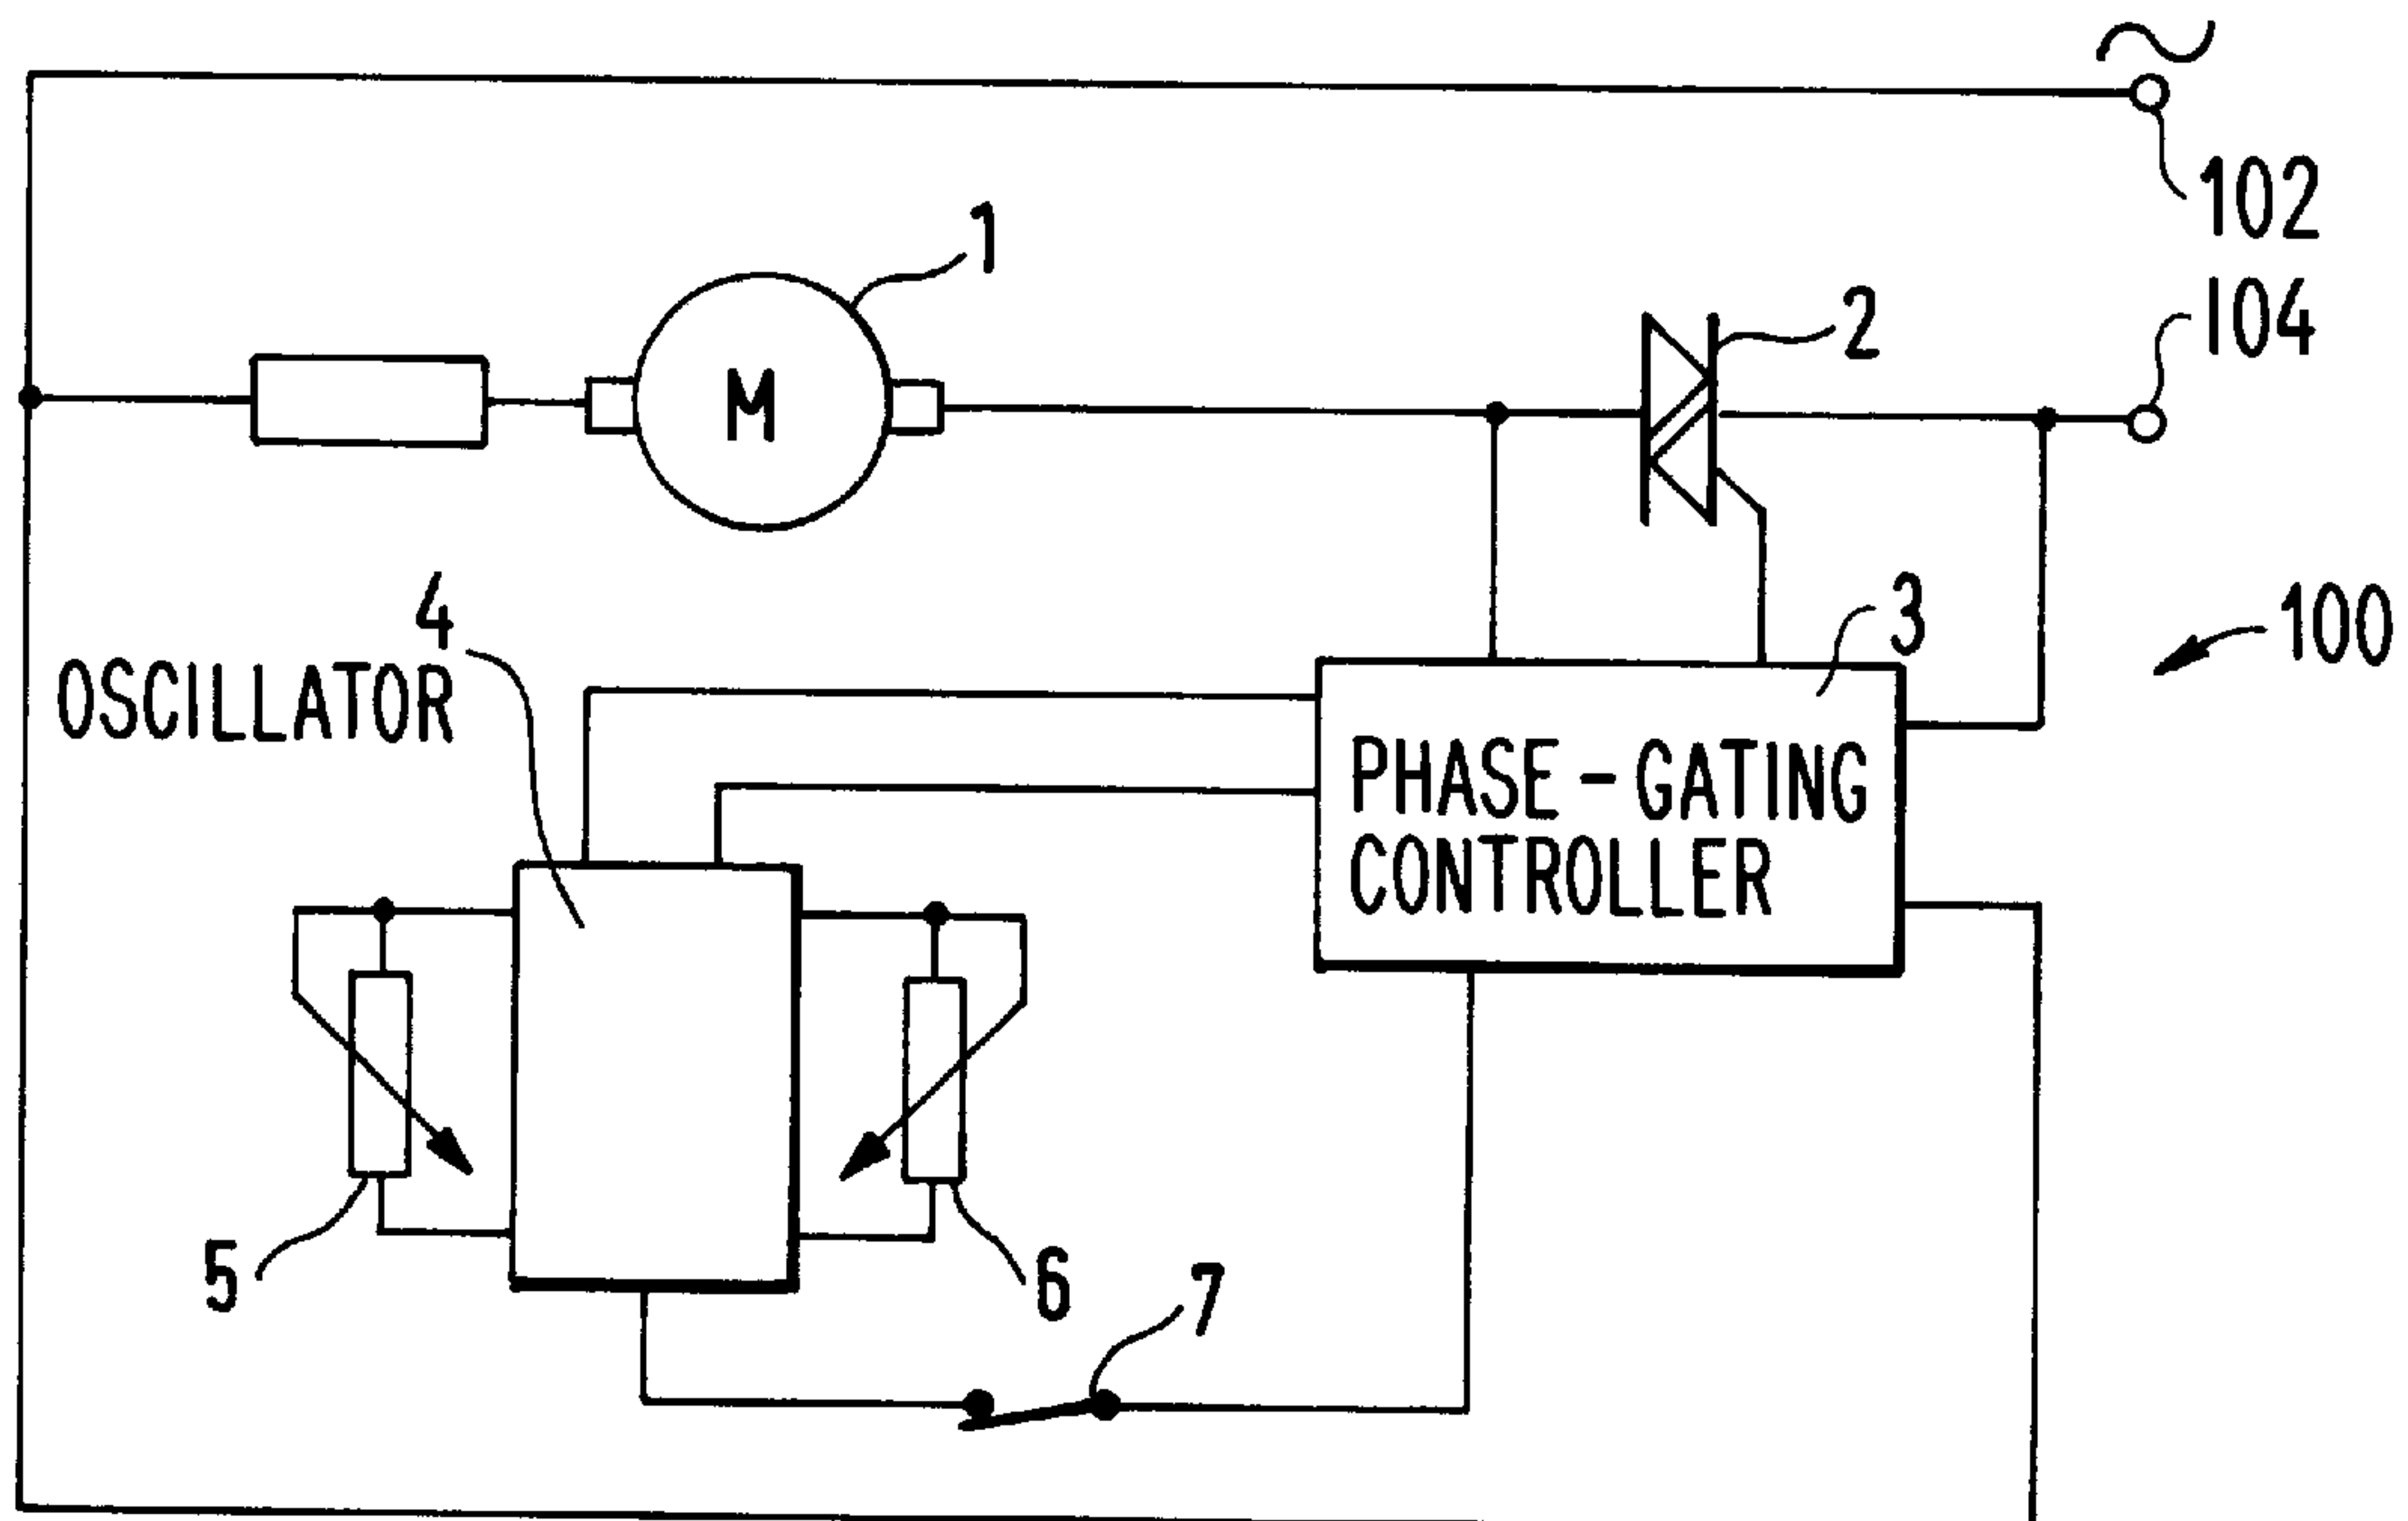 102
1
104
2
M
4
3
100
OSCILLATOR
PHASE-GATING
CONTROLLER
5
6
7